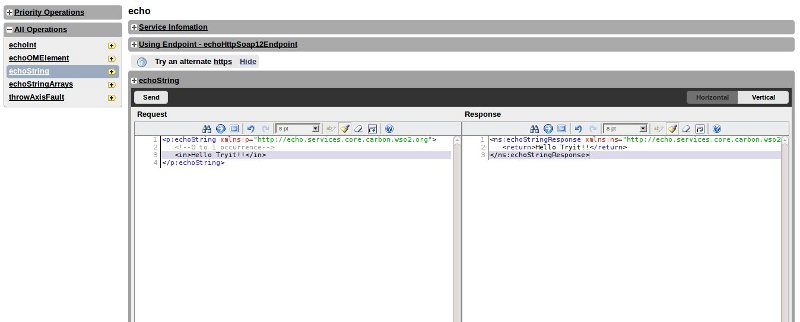 echo
Priority Operations
All Operations
echoInt
echoOMElement
echoString
echoStringArrays
throwAxisFault
Service Infomation
Using Endpoint - echoHttpSoap12Endpoint
Try an alternate https Hide
echoString
Send
Horizontal Vertical
Request
8 pt
1 <p:echoString xmlns:p="http://echo.services.core.carbon.wso2.org">
2 <!--0 to 1 occurrence-->
3 <in>Hello Tryit!!</in>
4 </p:echoString>
Response
8 pt
1 <ns:echoStringResponse xmlns:ns="http://echo.services.core.carbon.wso2
2 <return>Hello Tryit!!</return>
3 </ns:echoStringResponse>